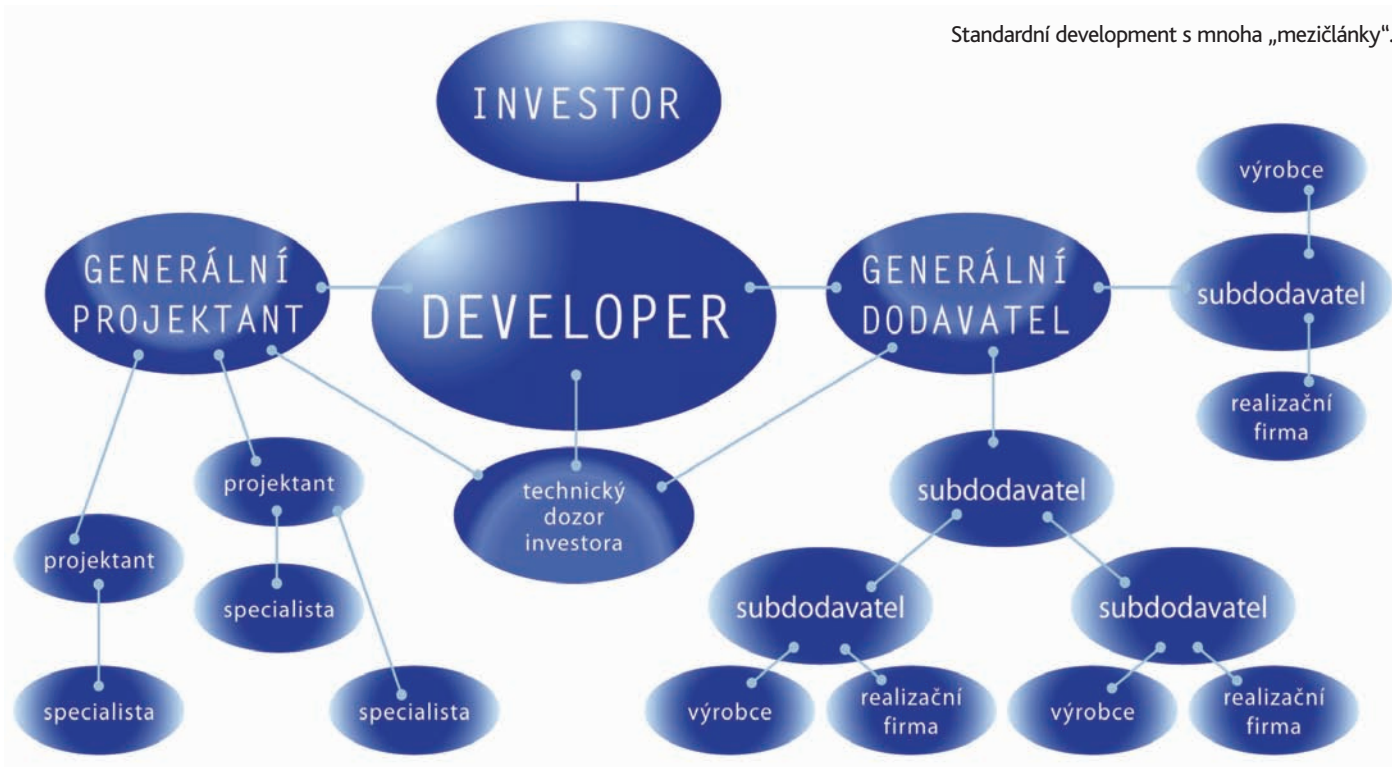 Standardní development s mnoha „mezičlánky“.
INVESTOR
GENERÁLNÍ
PROJEKTANT
DEVELOPER
GENERÁLNÍ
DODAVATEL
výrobce
subdodavatel
realizační
firma
projektant
projektant
specialista
specialista
specialista
technický
dozor
investora
subdodavatel
subdodavatel
subdodavatel
výrobce
realizační
firma
výrobce
realizační
firma